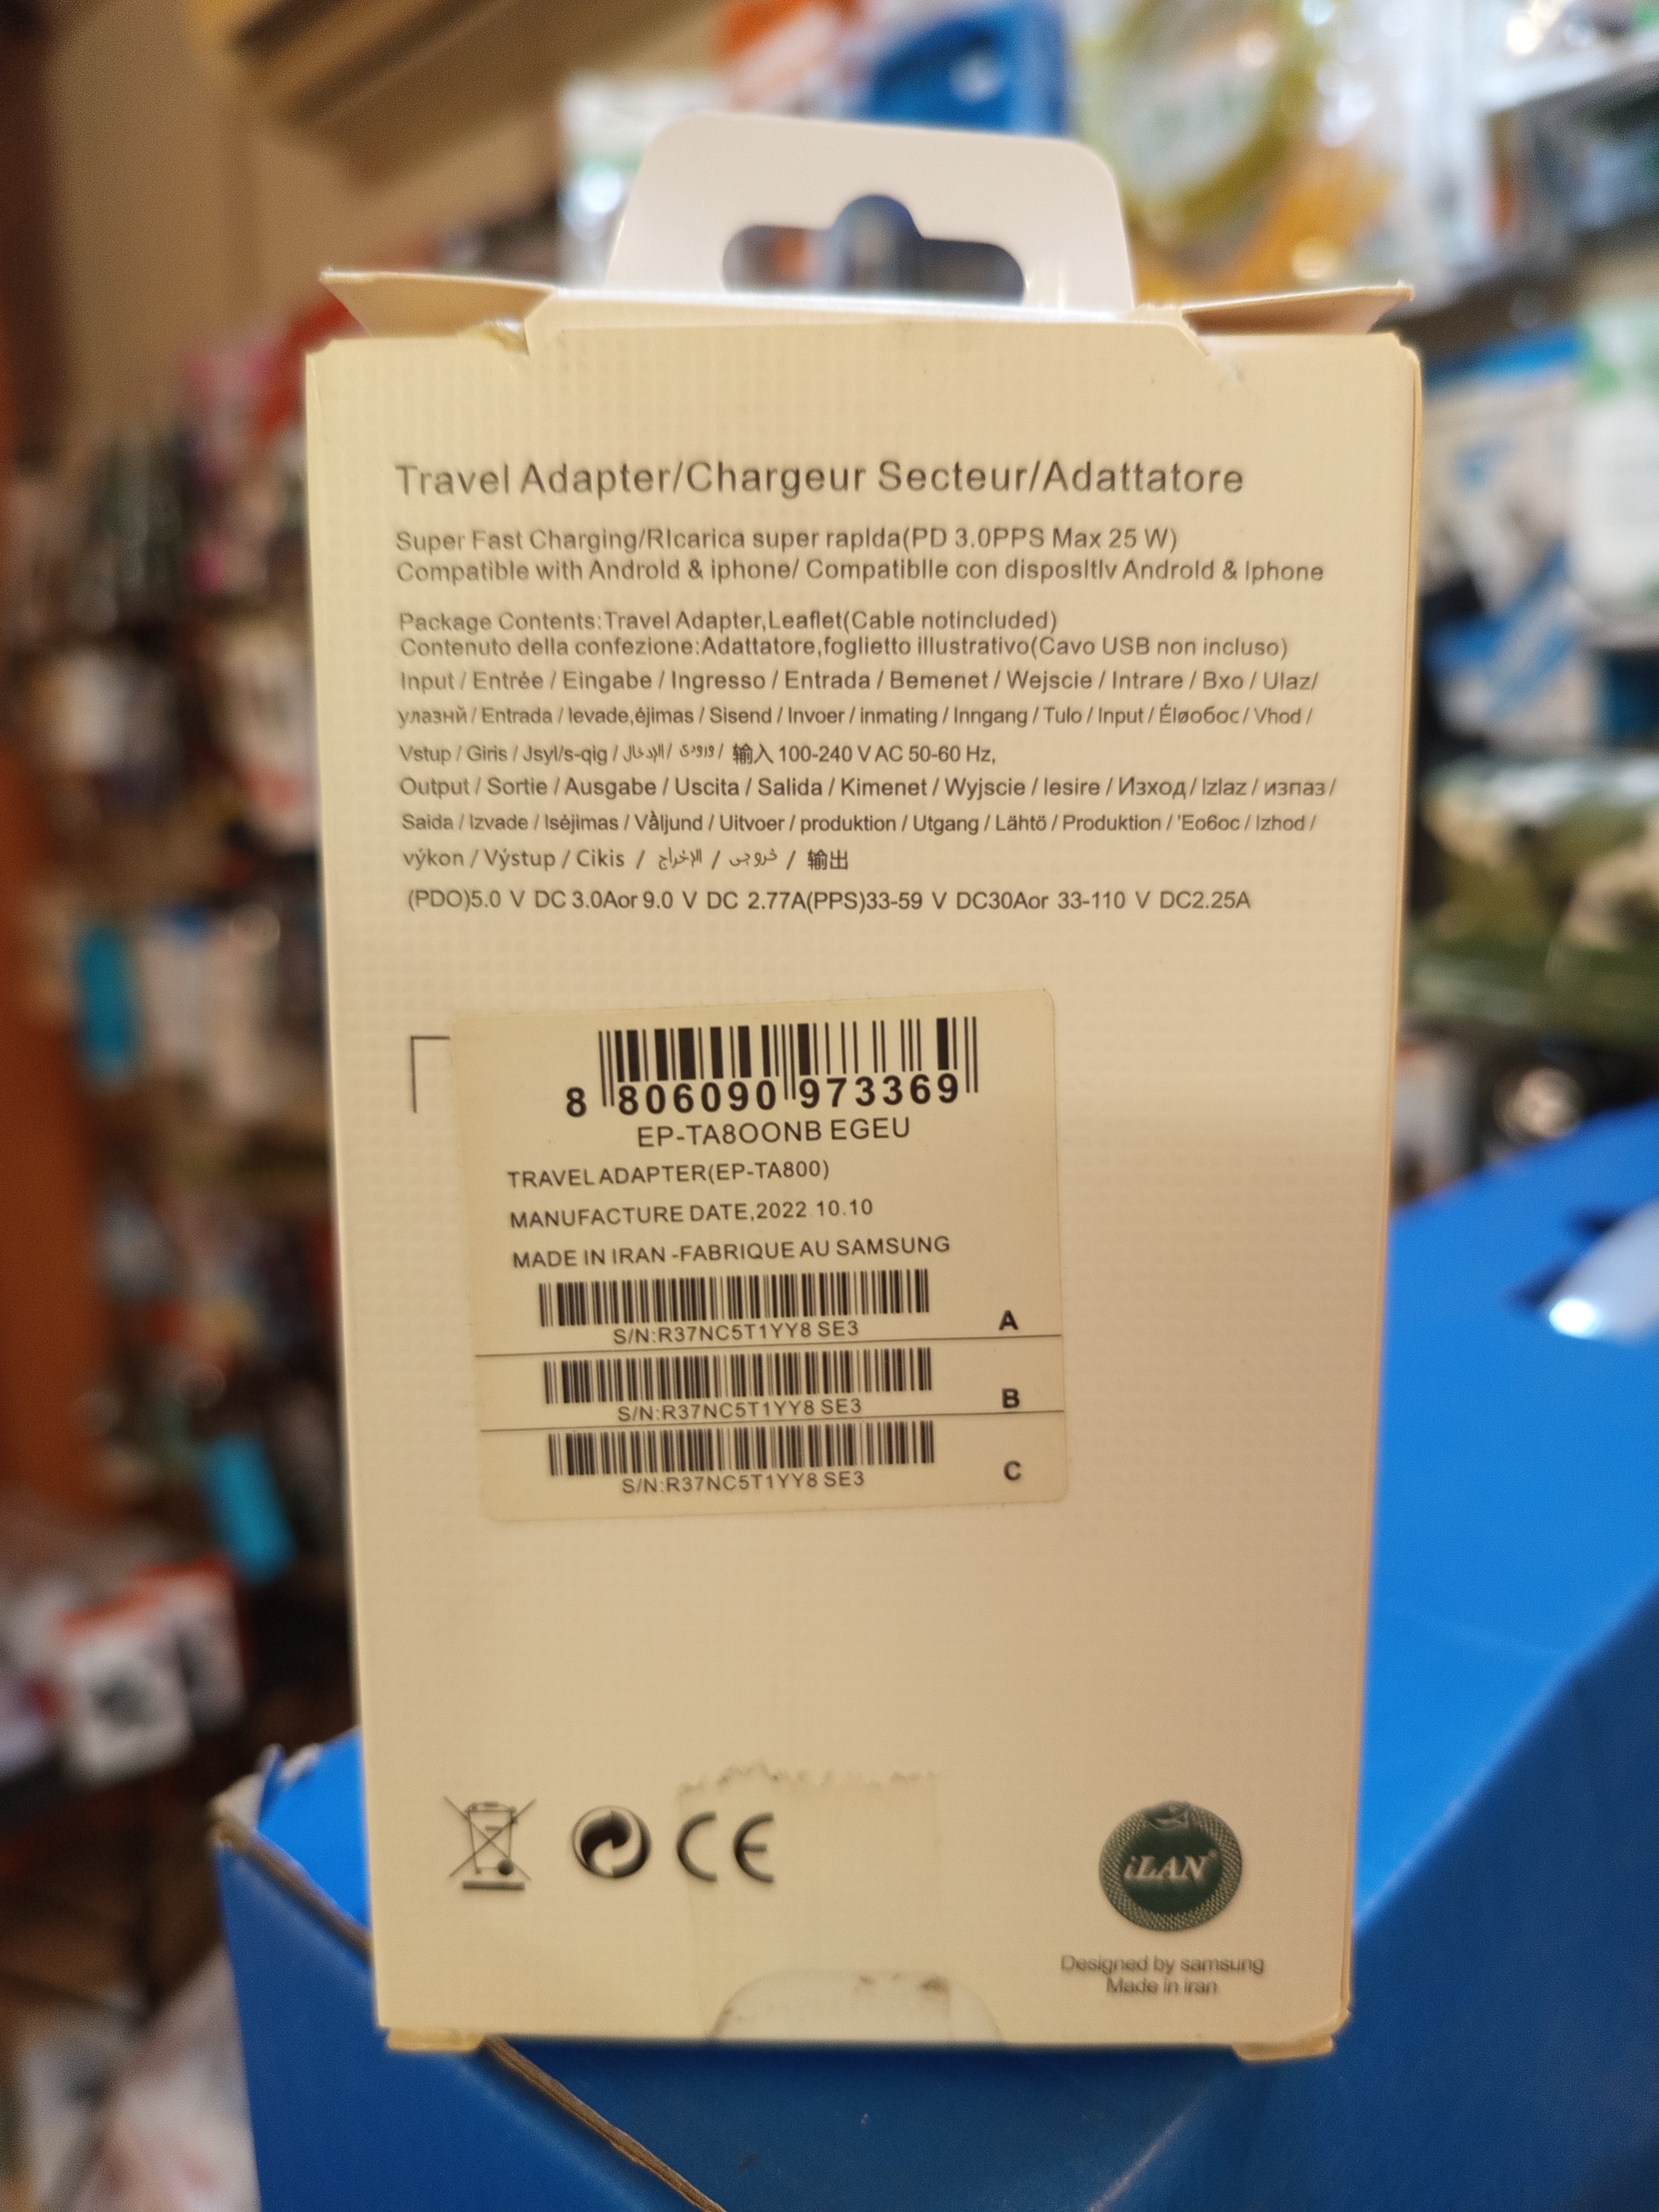 Travel Adapter/Chargeur Secteur/Adattatore
Super Fast Charging/RIcarica super rapIda(PD 3.0PPS Max 25 W)
Compatible with AndroId & iphone/ CompatiblIe con disposItIv AndroId & Iphone
Package Contents:Travel Adapter,Leaflet(Cable notincluded)
Contenuto della confezione:Adattatore,foglietto illustrativo(Cavo USB non incluso)
Input / Entrée / Eingabe / Ingresso / Entrada / Bemenet / Wejscie / Intrare / Bxo / Ulaz/
улазнй / Entrada / Ievade,ėjimas / Sisend / Invoer / inmating / Inngang / Tulo / Input / Éløoбoc / Vhod /
Vstup / Giris / Jsyl/s-qig / الإدخال / ورودی / 输入 100-240 V AC 50-60 Hz,
Output / Sortie / Ausgabe / Uscita / Salida / Kimenet / Wyjscie / Iesire / Изход / Izlaz / изпаз /
Saida / Izvade / Isėjimas / Vàljund / Uitvoer / produktion / Utgang / Lähtö / Produktion / 'Eoбoc / Izhod /
výkon / Výstup / Cikis / الإخراج / خروجی / 输出
(PDO)5.0 V DC 3.0Aor 9.0 V DC 2.77A(PPS)33-59 V DC30Aor 33-110 V DC2.25A
8 806090 973369
EP-TA8OONB EGEU
TRAVEL ADAPTER(EP-TA800)
MANUFACTURE DATE,2022 10.10
MADE IN IRAN -FABRIQUE AU SAMSUNG
S/N:R37NC5T1YY8 SE3 A
S/N:R37NC5T1YY8 SE3 B
S/N:R37NC5T1YY8 SE3 C
CE
iLAN®
Designed by samsung
Made in iran